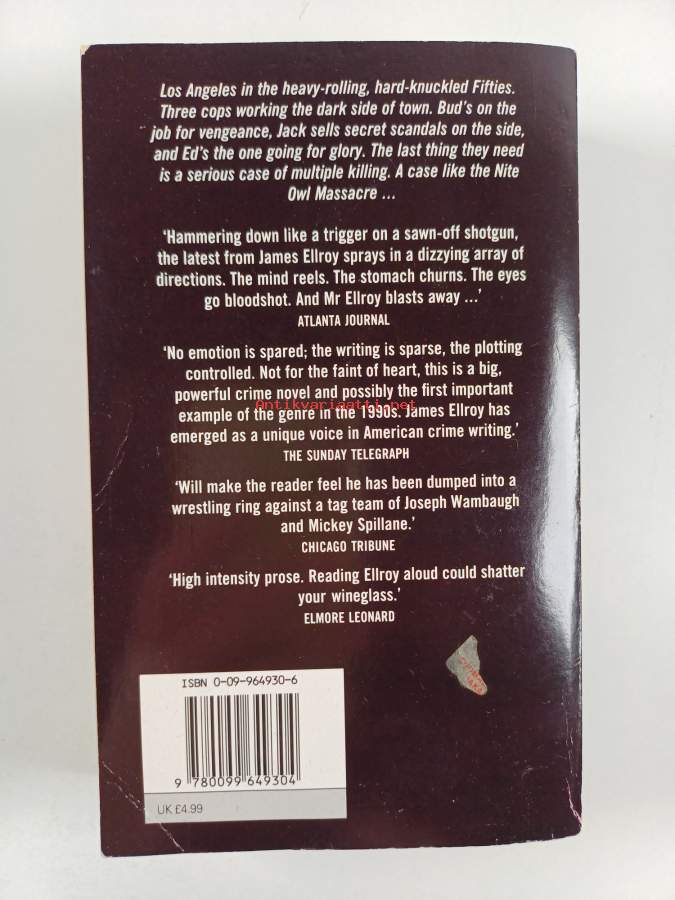 Los Angeles in the heavy-rolling, hard-knuckled Fifties.
Three cops working the dark side of town. Bud's on the
job for vengeance, Jack sells secret scandals on the side,
and Ed's the one going for glory. The last thing they need
is a serious case of multiple killing. A case like the Nite
Owl Massacre ...
'Hammering down like a trigger on a sawn-off shotgun,
the latest from James Ellroy sprays in a dizzying array of
directions. The mind reels. The stomach churns. The eyes
go bloodshot. And Mr Ellroy blasts away ...'
ATLANTA JOURNAL
'No emotion is spared; the writing is sparse, the plotting
controlled. Not for the faint of heart, this is a big,
powerful crime novel and possibly the first important
Antikvariaatti.net
example of the genre in the 1990s. James Ellroy has
emerged as a unique voice in American crime writing.'
THE SUNDAY TELEGRAPH
'Will make the reader feel he has been dumped into a
wrestling ring against a tag team of Joseph Wambaugh
and Mickey Spillane.'
CHICAGO TRIBUNE
'High intensity prose. Reading Ellroy aloud could shatter
your wineglass.'
ELMORE LEONARD
ISBN 0-09-964930-6
9 780099 649304
UK £4.99